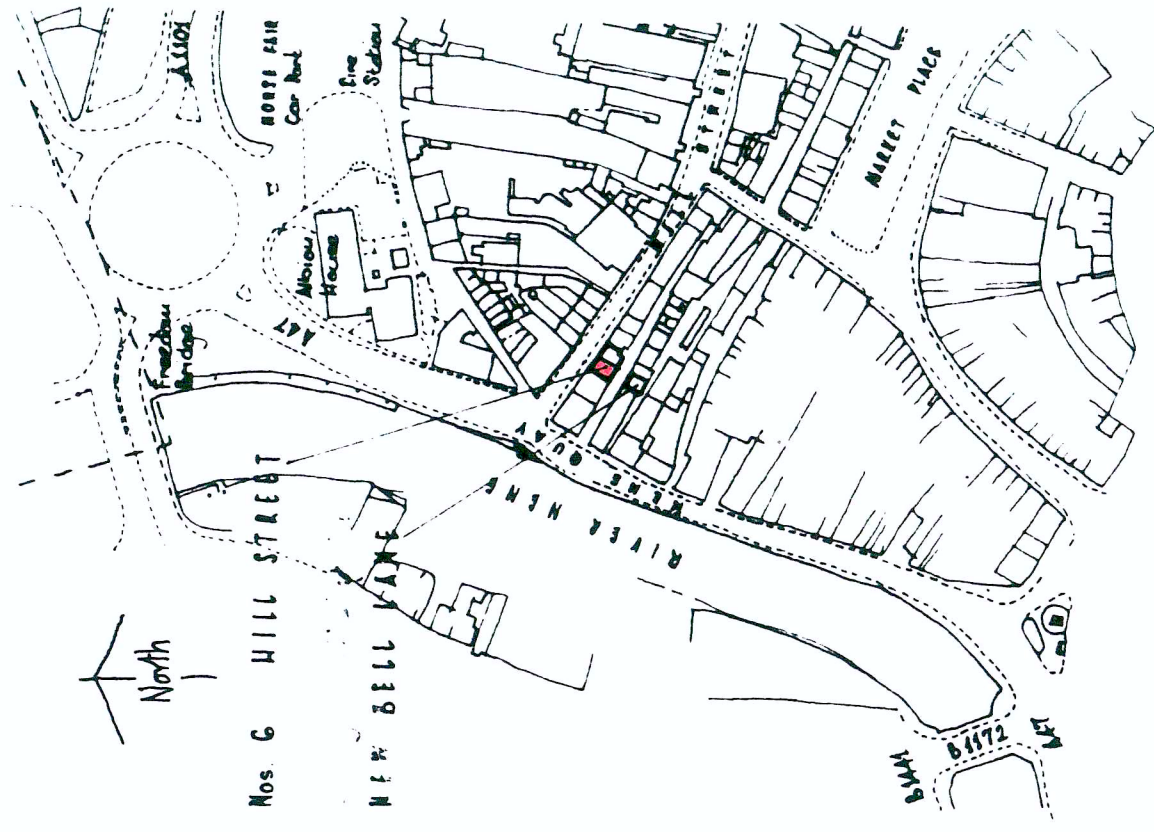 HORSE FAIR
Car Park
Fire
Station
Albion
House
A47
Freedom
Bridge
STREET
MARKET PLACE
NENE QUAY
RIVER NENE
Nos. 6 HILL STREET
NEW BELL LANE
North
B1441
B1172
A47